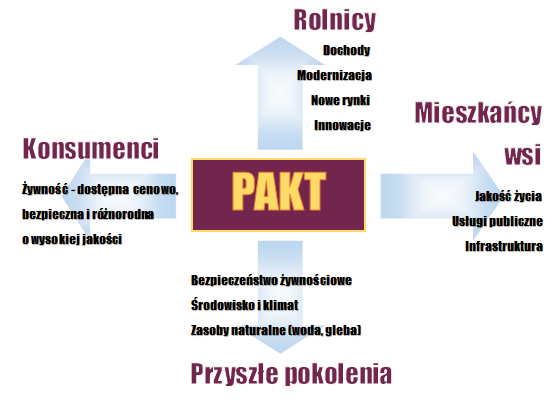 Rolnicy
Dochody
Modernizacja
Nowe rynki
Innowacje
Mieszkańcy
wsi
Jakość życia
Usługi publiczne
Infrastruktura
Konsumenci
Żywność - dostępna cenowo,
bezpieczna i różnorodna
o wysokiej jakości
PAKT
Bezpieczeństwo żywnościowe
Środowisko i klimat
Zasoby naturalne (woda, gleba)
Przyszłe pokolenia